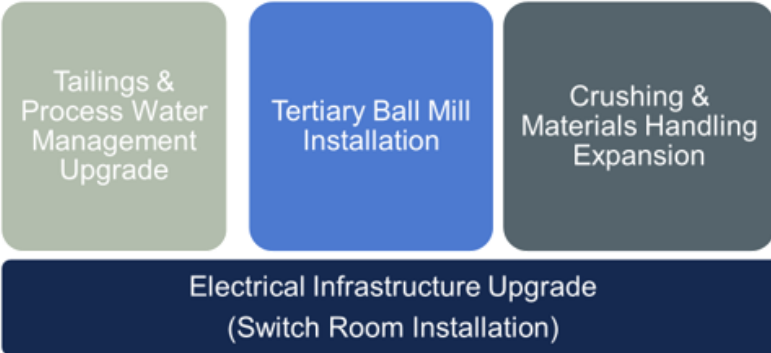 Tailings &
Process Water
Management
Upgrade
Tertiary Ball Mill
Installation
Crushing &
Materials Handling
Expansion
Electrical Infrastructure Upgrade
(Switch Room Installation)